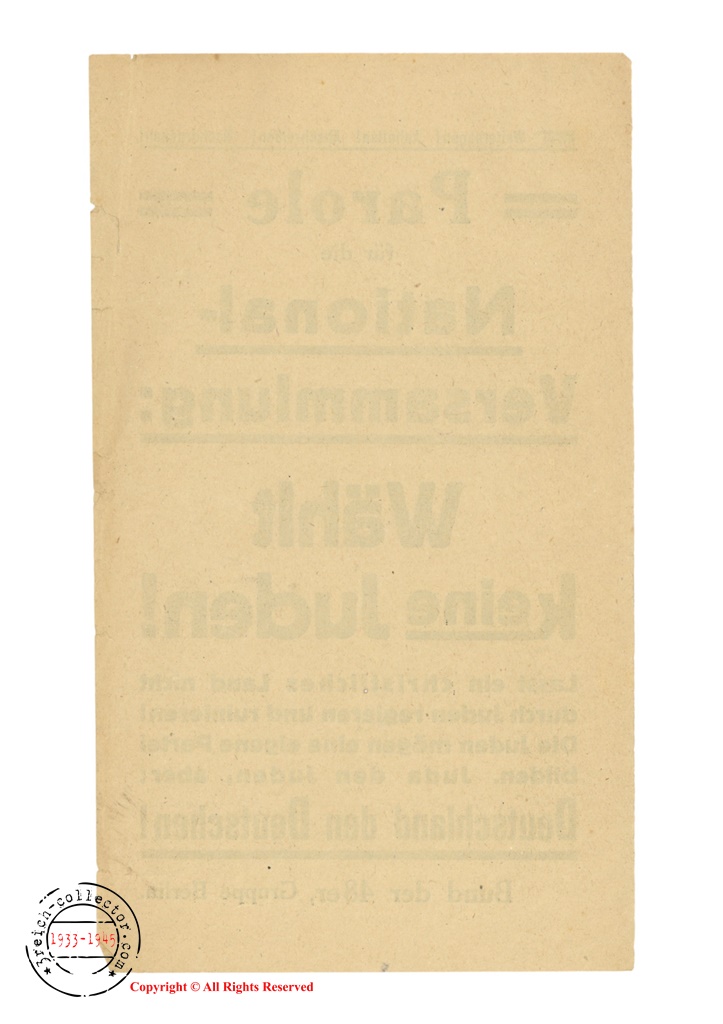 Parole
für die
National-
Versammlung:
Wählt
keine Juden!
Lasst ein christliches Land nicht
durch Juden regieren und ruinieren!
Die Juden mögen eine eigene Partei
bilden. Juda den Juden, aber:
Deutschland den Deutschen!
Bund der 48er, Gruppe Berlin.
3reich-collector.com
1933-1945
Copyright © All Rights Reserved